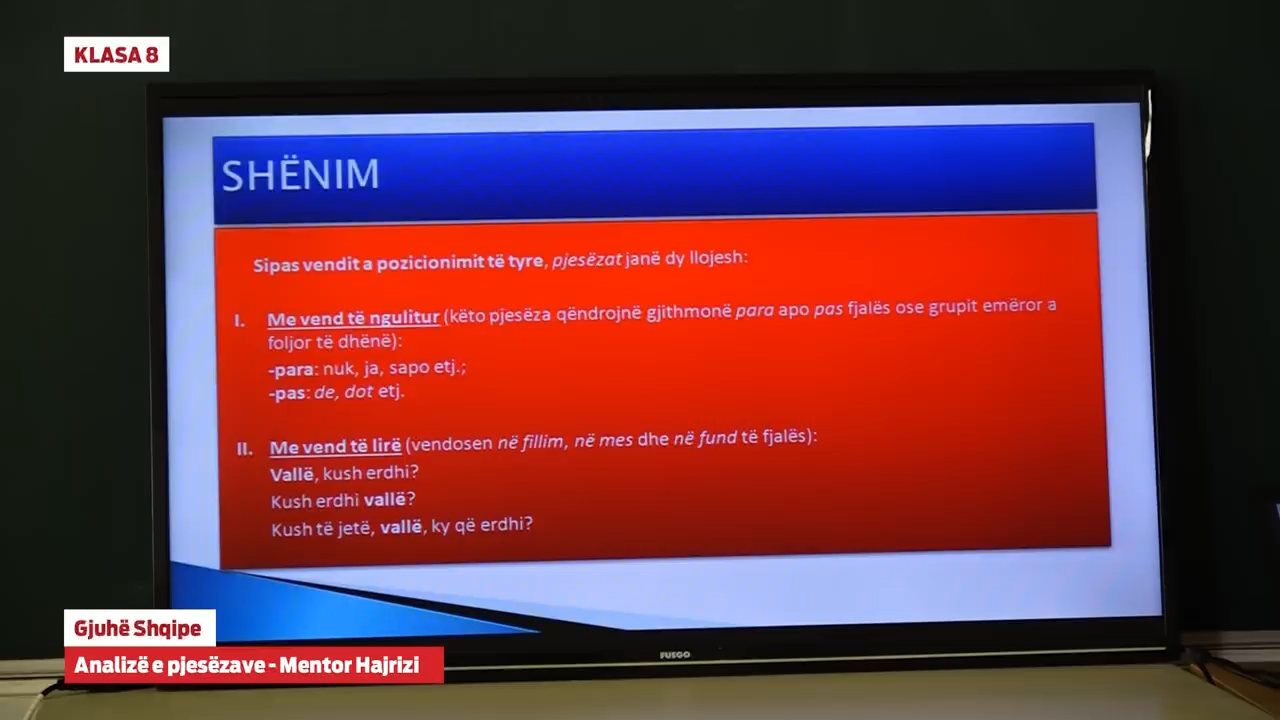 KLASA 8
SHËNIM
Sipas vendit a pozicionimit të tyre, pjesëzat janë dy llojesh:
I. Me vend të ngulitur (këto pjesëza qëndrojnë gjithmonë para apo pas fjalës ose grupit emëror a
foljor të dhënë):
-para: nuk, ja, sapo etj.;
-pas: de, dot etj.
II. Me vend të lirë (vendosen në fillim, në mes dhe në fund të fjalës):
Vallë, kush erdhi?
Kush erdhi vallë?
Kush të jetë, vallë, ky që erdhi?
FUEGO
Gjuhë Shqipe
Analizë e pjesëzave - Mentor Hajrizi